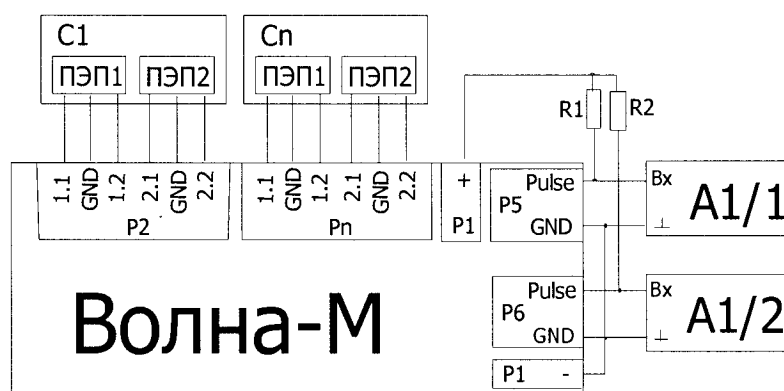 C1
Cn
ПЭП1 ПЭП2
ПЭП1 ПЭП2
R1 R2
1.1 GND 1.2 2.1 GND 2.2
P2
1.1 GND 1.2 2.1 GND 2.2
Pn
+
P1
Pulse
P5
GND
Вх
⊥
A1/1
Pulse
P6
GND
Вх
⊥
A1/2
P1 -
Волна-М